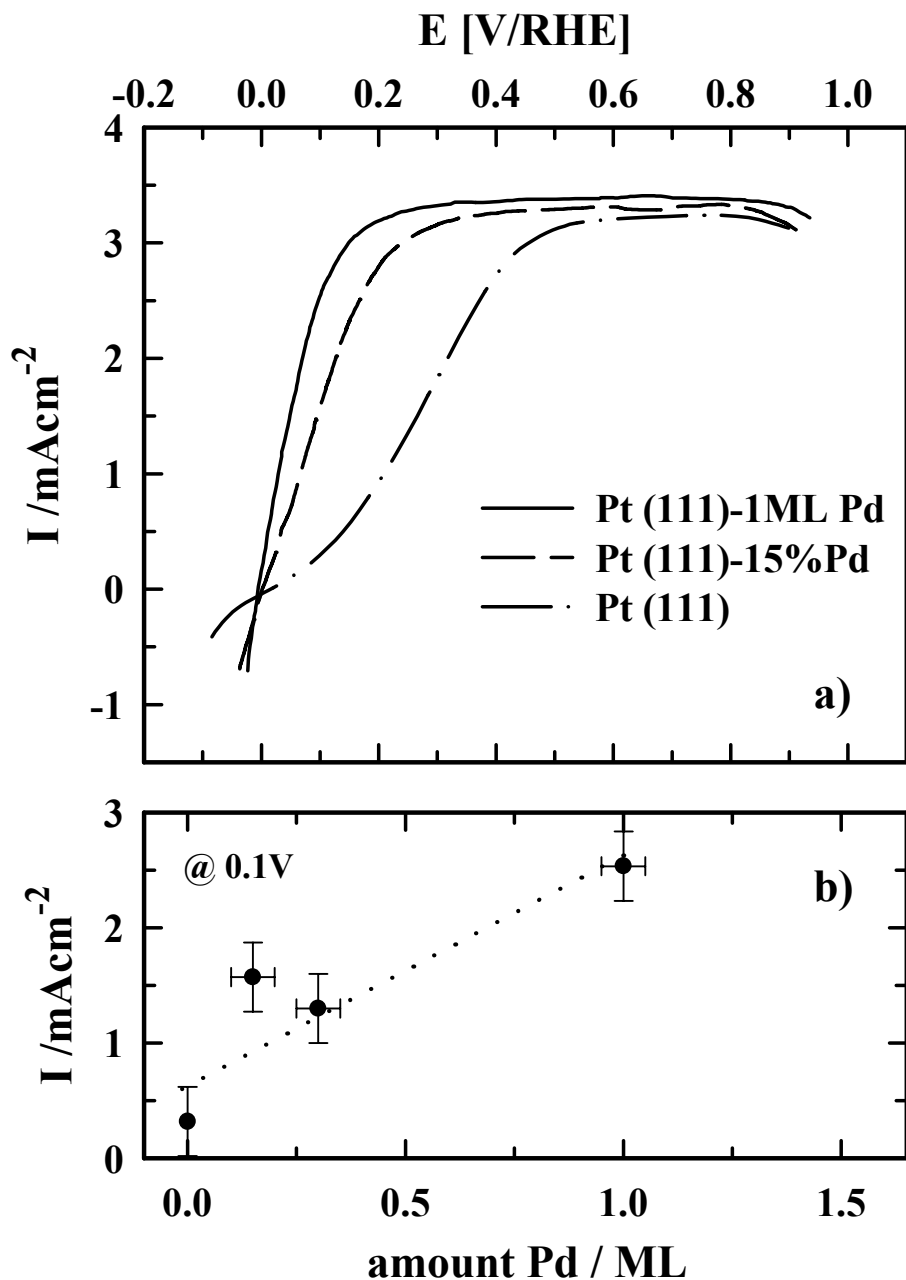 E [V/RHE]
-0.2 0.0 0.2 0.4 0.6 0.8 1.0
4
3
2
1
0
-1
I /mAcm⁻²
Pt (111)-1ML Pd
Pt (111)-15%Pd
Pt (111)
a)
3
2
1
0
I /mAcm⁻²
@ 0.1V
b)
0.0 0.5 1.0 1.5
amount Pd / ML